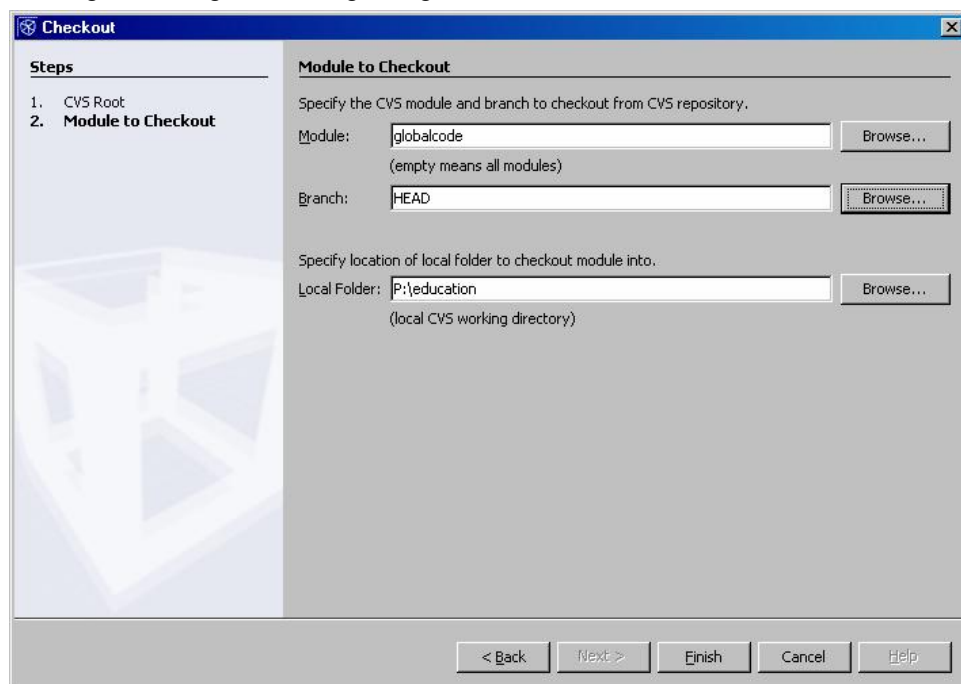 Checkout
Steps
1. CVS Root
2. Module to Checkout
Module to Checkout
Specify the CVS module and branch to checkout from CVS repository.
Module: globalcode Browse...
(empty means all modules)
Branch: HEAD Browse...
Specify location of local folder to checkout module into.
Local Folder: P:\education Browse...
(local CVS working directory)
< Back Next > Finish Cancel Help